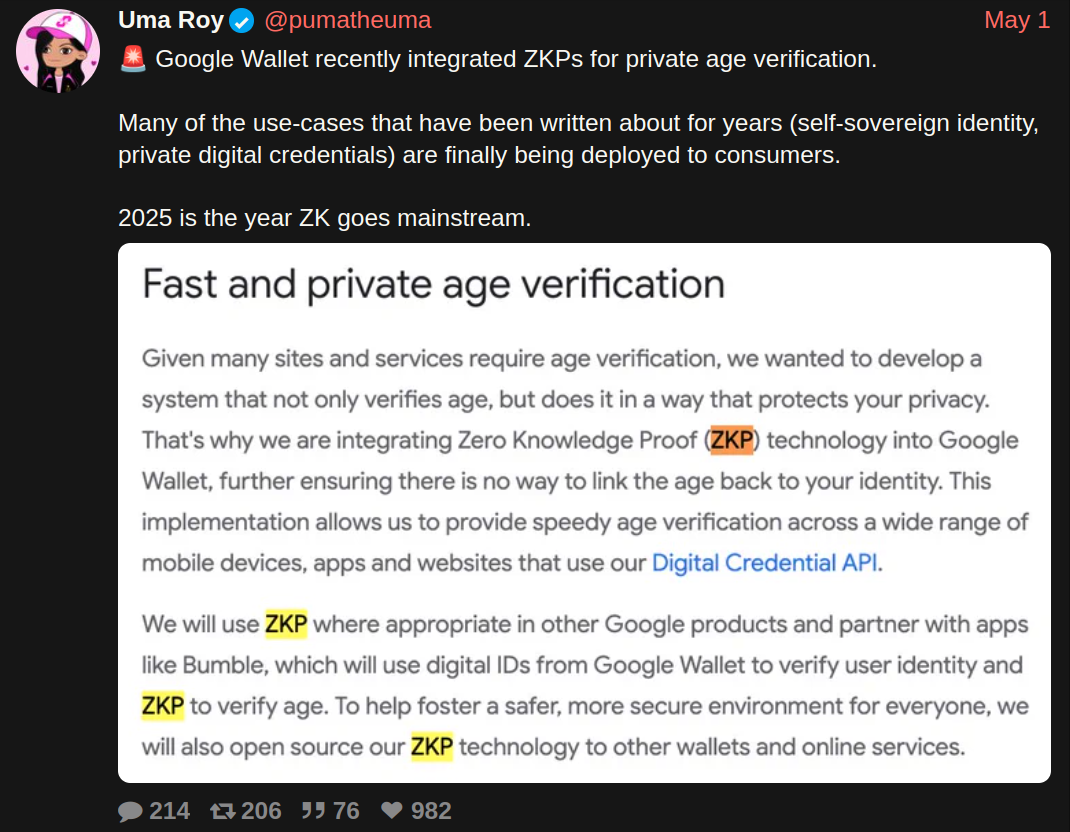 Uma Roy @pumatheuma May 1
🚨 Google Wallet recently integrated ZKPs for private age verification.
Many of the use-cases that have been written about for years (self-sovereign identity,
private digital credentials) are finally being deployed to consumers.
2025 is the year ZK goes mainstream.
Fast and private age verification
Given many sites and services require age verification, we wanted to develop a
system that not only verifies age, but does it in a way that protects your privacy.
That's why we are integrating Zero Knowledge Proof (ZKP) technology into Google
Wallet, further ensuring there is no way to link the age back to your identity. This
implementation allows us to provide speedy age verification across a wide range of
mobile devices, apps and websites that use our Digital Credential API.
We will use ZKP where appropriate in other Google products and partner with apps
like Bumble, which will use digital IDs from Google Wallet to verify user identity and
ZKP to verify age. To help foster a safer, more secure environment for everyone, we
will also open source our ZKP technology to other wallets and online services.
214 206 76 982